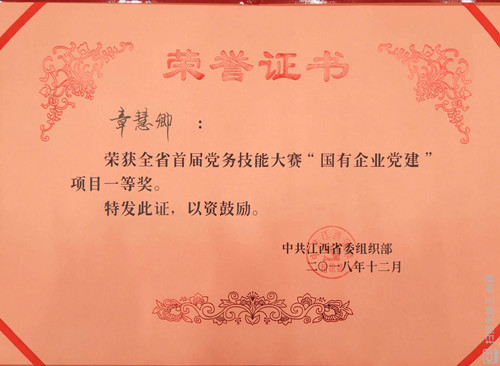 荣誉证书
章慧卿：
荣获全省首届党务技能大赛“国有企业党建”
项目一等奖。
特发此证，以资鼓励。
中共江西省委组织部
二〇一八年十二月